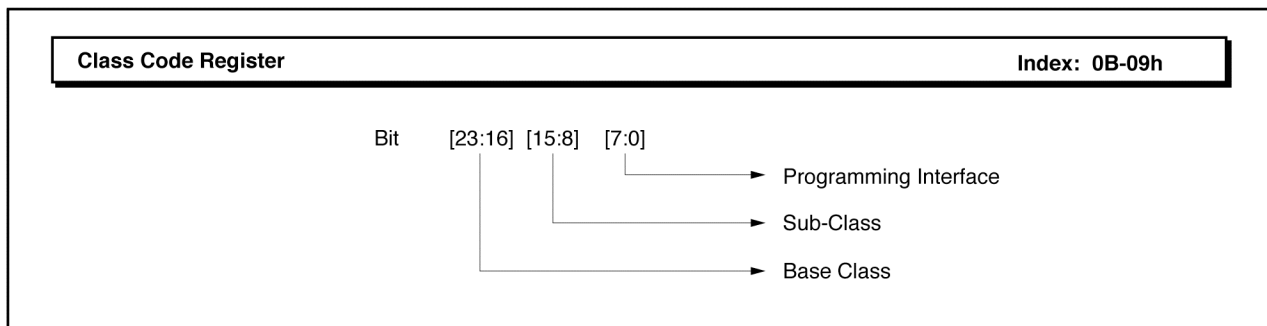 Class Code Register Index: 0B-09h
Bit [23:16] [15:8] [7:0]
Programming Interface
Sub-Class
Base Class